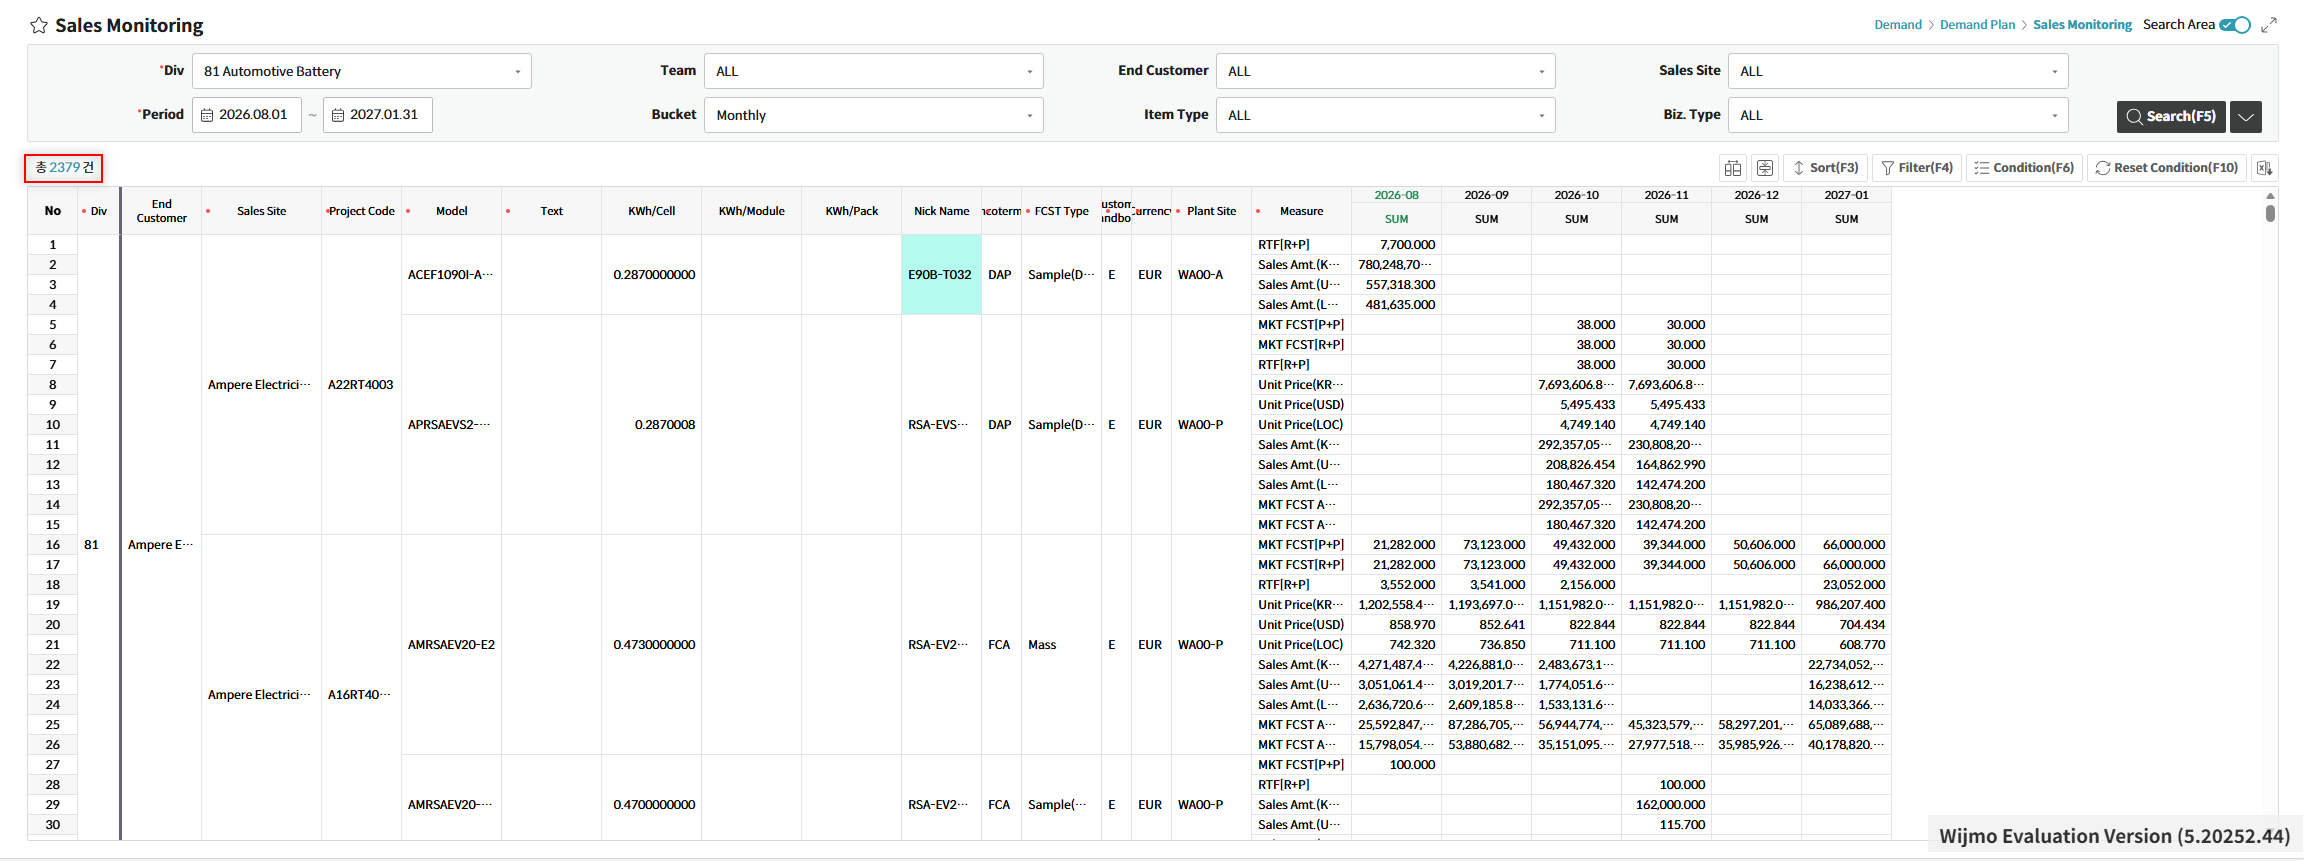 Sales Monitoring
Demand > Demand Plan > Sales Monitoring Search Area
*Div 81 Automotive Battery Team ALL End Customer ALL Sales Site ALL
*Period 2026.08.01 ~ 2027.01.31 Bucket Monthly Item Type ALL Biz. Type ALL Search(F5)
총 2379 건
Sort(F3) Filter(F4) Condition(F6) Reset Condition(F10)
No Div End Customer Sales Site Project Code Model Text KWh/Cell KWh/Module KWh/Pack Nick Name FCST Type Plant Site Measure 2026-08 2026-09 2026-10 2026-11 2026-12 2027-01
SUM SUM SUM SUM SUM SUM
1 RTF[R+P] 7,700.000
2 Sales Amt.(K··· 780,248,70···
ACEF1090I-A··· 0.2870000000 E90B-T032 DAP Sample(D··· E EUR WA00-A
3 Sales Amt.(U··· 557,318.300
4 Sales Amt.(L··· 481,635.000
5 MKT FCST[P+P] 38.000 30.000
6 MKT FCST[R+P] 38.000 30.000
7 RTF[R+P] 38.000 30.000
8 Ampere Electrici··· A22RT4003 Unit Price(KR··· 7,693,606.8··· 7,693,606.8···
9 Unit Price(USD) 5,495.433 5,495.433
10 APRSAEVS2-··· 0.2870008 RSA-EVS··· DAP Sample(D··· E EUR WA00-P Unit Price(LOC) 4,749.140 4,749.140
11 Sales Amt.(K··· 292,357,05··· 230,808,20···
12 Sales Amt.(U··· 208,826.454 164,862.990
13 Sales Amt.(L··· 180,467.320 142,474.200
14 MKT FCST A··· 292,357,05··· 230,808,20···
15 MKT FCST A··· 180,467.320 142,474.200
16 81 Ampere E··· MKT FCST[P+P] 21,282.000 73,123.000 49,432.000 39,344.000 50,606.000 66,000.000
17 MKT FCST[R+P] 21,282.000 73,123.000 49,432.000 39,344.000 50,606.000 66,000.000
18 RTF[R+P] 3,552.000 3,541.000 2,156.000 23,052.000
19 Unit Price(KR··· 1,202,558.4··· 1,193,697.0··· 1,151,982.0··· 1,151,982.0··· 1,151,982.0··· 986,207.400
20 Unit Price(USD) 858.970 852.641 822.844 822.844 822.844 704.434
21 AMRSAEV20-E2 0.4730000000 RSA-EV2··· FCA Mass E EUR WA00-P Unit Price(LOC) 742.320 736.850 711.100 711.100 711.100 608.770
22 Sales Amt.(K··· 4,271,487,4··· 4,226,881,0··· 2,483,673,1··· 22,734,052,···
23 Sales Amt.(U··· 3,051,061.4··· 3,019,201.7··· 1,774,051.6··· 16,238,612.···
Ampere Electrici··· A16RT40···
24 Sales Amt.(L··· 2,636,720.6··· 2,609,185.8··· 1,533,131.6··· 14,033,366.···
25 MKT FCST A··· 25,592,847,··· 87,286,705,··· 56,944,774,··· 45,323,579,··· 58,297,201,··· 65,089,688,···
26 MKT FCST A··· 15,798,054.··· 53,880,682.··· 35,151,095.··· 27,977,518.··· 35,985,926.··· 40,178,820.···
27 MKT FCST[P+P] 100.000
28 RTF[R+P] 100.000
29 AMRSAEV20-··· 0.4700000000 RSA-EV2··· FCA Sample(··· E EUR WA00-P Sales Amt.(K··· 162,000.000
30 Sales Amt.(U··· 115.700
Wijmo Evaluation Version (5.20252.44)